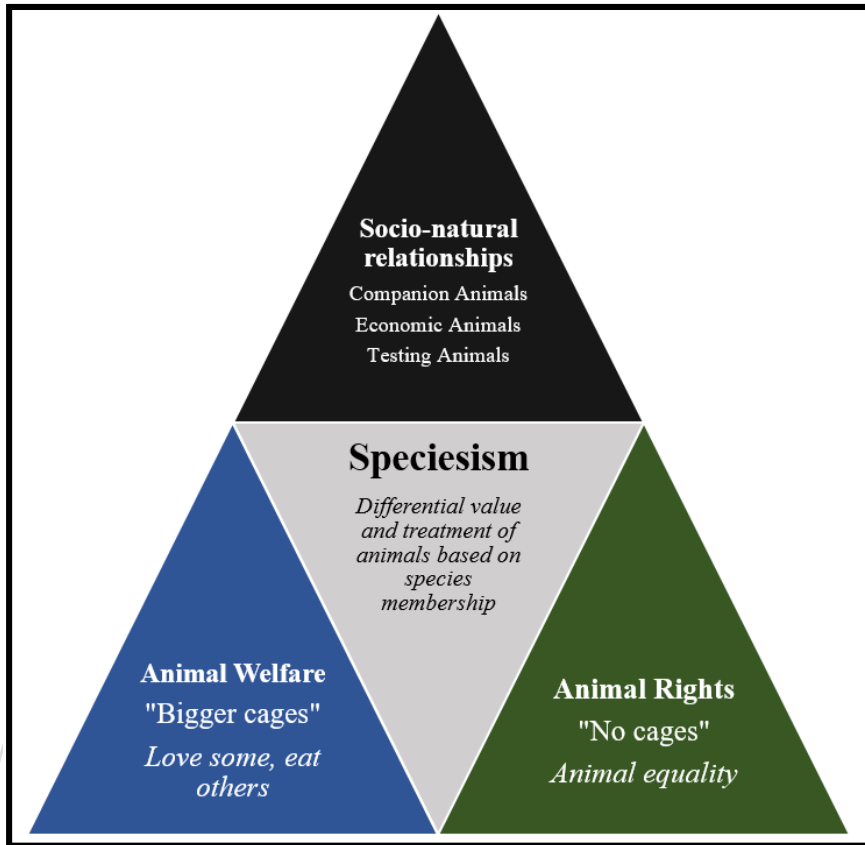 Socio-natural
relationships
Companion Animals
Economic Animals
Testing Animals
Speciesism
Differential value
and treatment of
animals based on
species
membership
Animal Welfare
"Bigger cages"
Love some, eat
others
Animal Rights
"No cages"
Animal equality